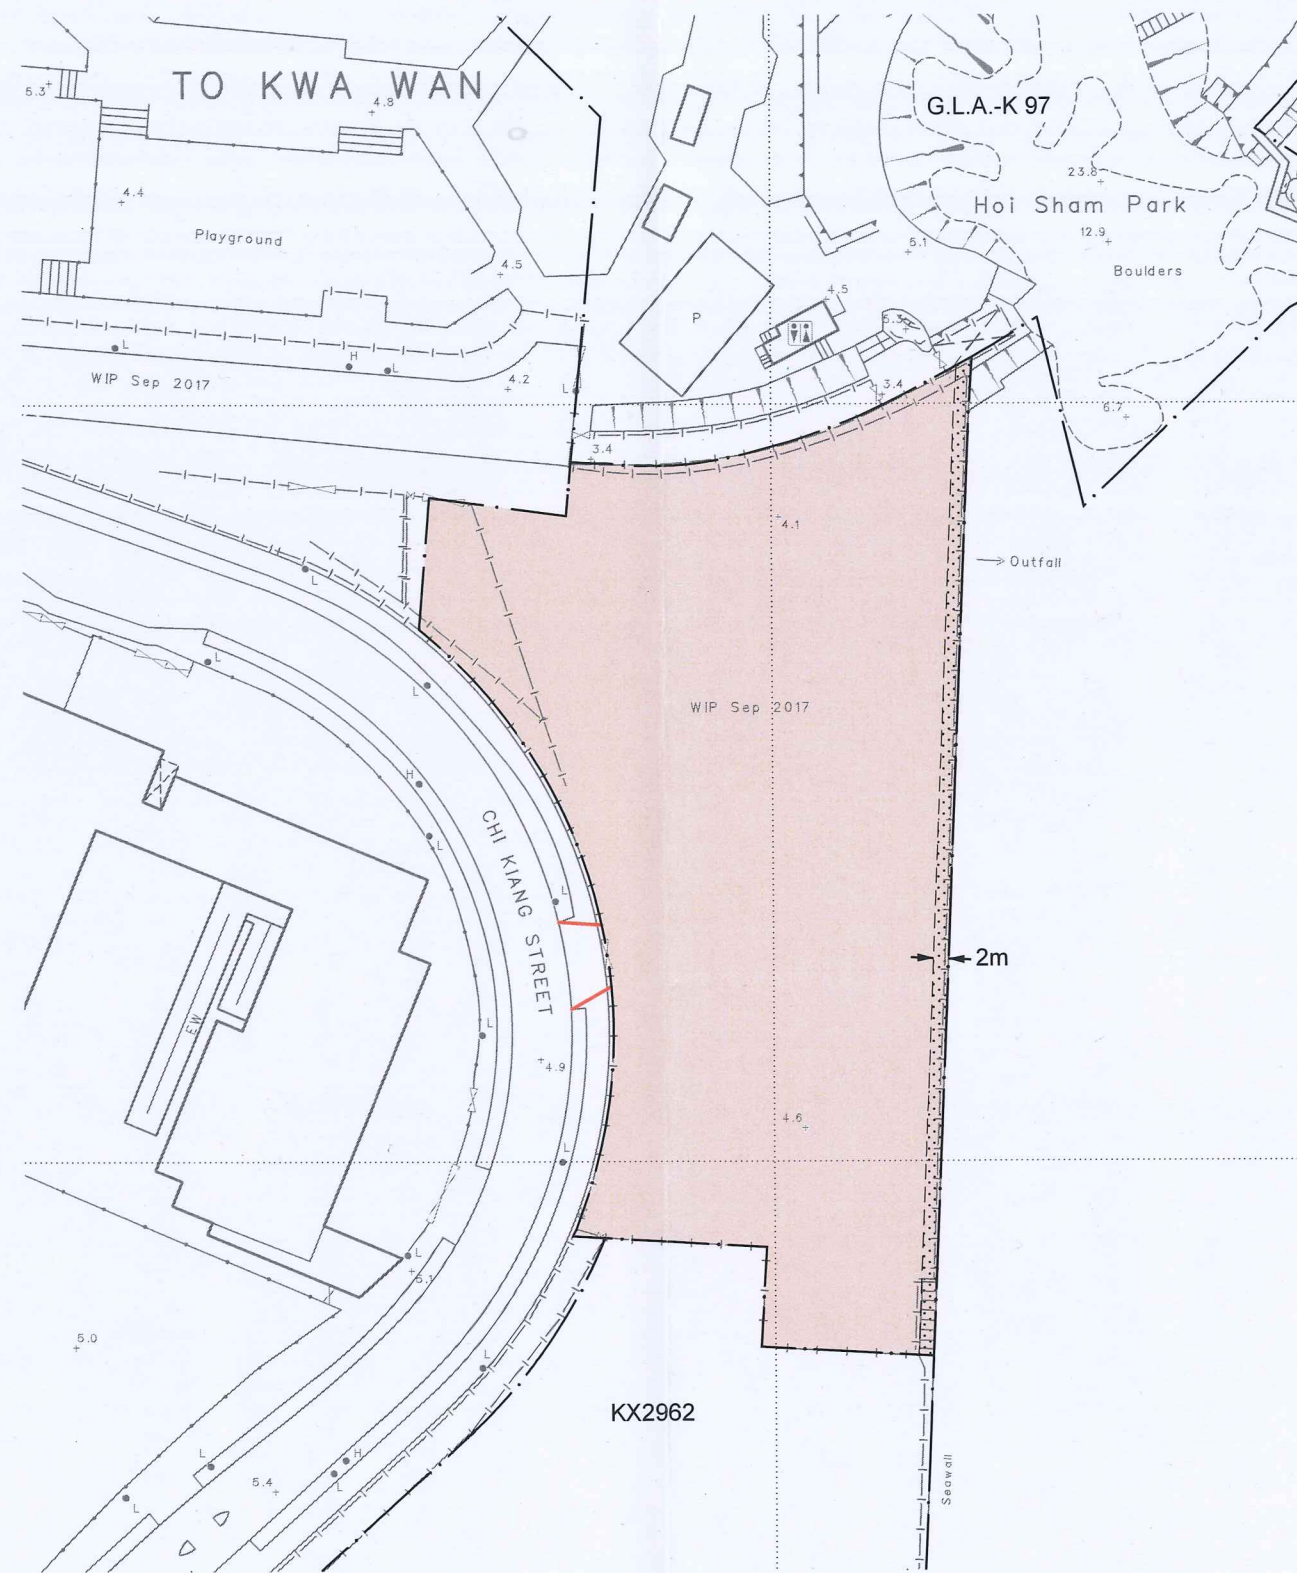 TO KWA WAN
5.3
4.8
G.L.A.-K 97
4.4
23.8
Hoi Sham Park
Playground
12.9
5.1
4.5
Boulders
4.5
P
5.3
L
H
L
WIP Sep 2017
4.2
L
3.4
6.7
3.4
4.1
Outfall
L
L
L
WIP Sep 2017
H
L
CHI KIANG STREET
L
2m
EW
L
4.9
4.6
L
L
5.1
5.0
L
KX2962
L
H
L
5.4
L
Seawall